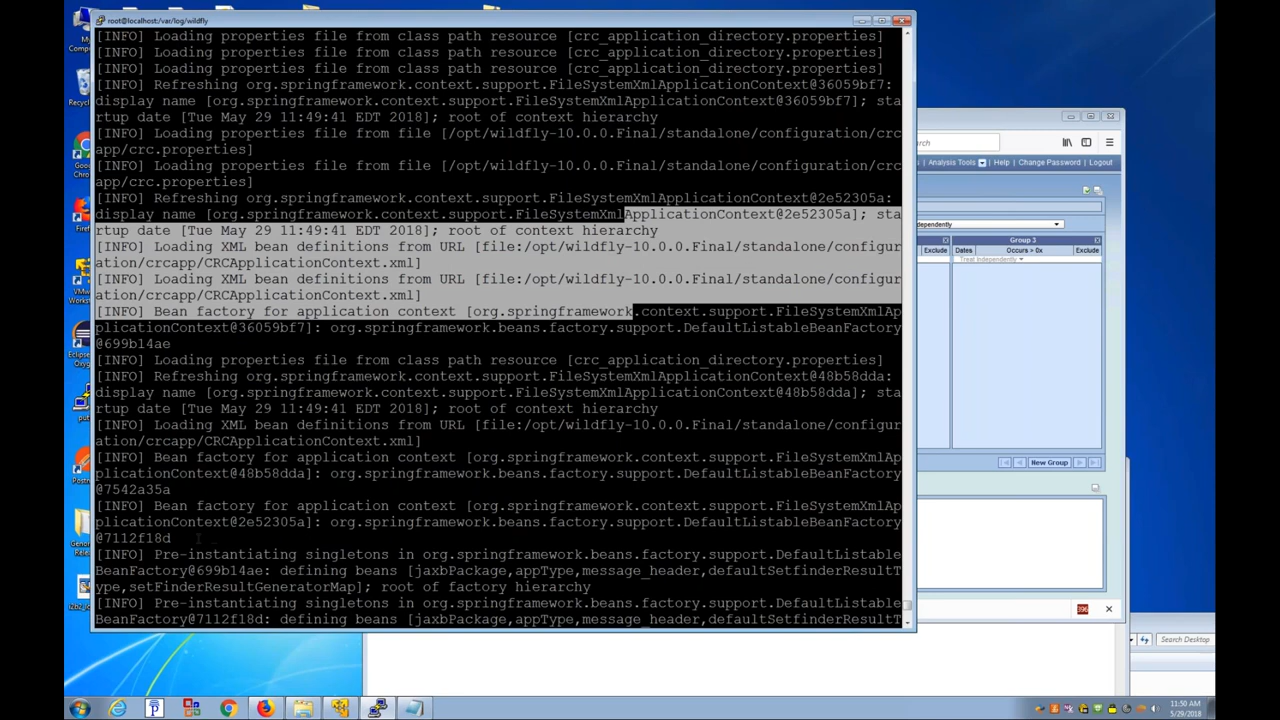 root@localhost:/var/log/wildfly
[INFO] Loading properties file from class path resource [crc_application_directory.properties]
[INFO] Loading properties file from class path resource [crc_application_directory.properties]
[INFO] Loading properties file from class path resource [crc_application_directory.properties]
[INFO] Refreshing org.springframework.context.support.FileSystemXmlApplicationContext@36059bf7:
display name [org.springframework.context.support.FileSystemXmlApplicationContext@36059bf7]; sta
rtup date [Tue May 29 11:49:41 EDT 2018]; root of context hierarchy
[INFO] Loading properties file from file [/opt/wildfly-10.0.0.Final/standalone/configuration/crc
app/crc.properties]
[INFO] Loading properties file from file [/opt/wildfly-10.0.0.Final/standalone/configuration/crc
app/crc.properties]
[INFO] Refreshing org.springframework.context.support.FileSystemXmlApplicationContext@2e52305a:
display name [org.springframework.context.support.FileSystemXmlApplicationContext@2e52305a]; sta
rtup date [Tue May 29 11:49:41 EDT 2018]; root of context hierarchy
[INFO] Loading XML bean definitions from URL [file:/opt/wildfly-10.0.0.Final/standalone/configur
ation/crcapp/CRCApplicationContext.xml]
[INFO] Loading XML bean definitions from URL [file:/opt/wildfly-10.0.0.Final/standalone/configur
ation/crcapp/CRCApplicationContext.xml]
[INFO] Bean factory for application context [org.springframework.context.support.FileSystemXmlAp
plicationContext@36059bf7]: org.springframework.beans.factory.support.DefaultListableBeanFactory
@699b14ae
[INFO] Loading properties file from class path resource [crc_application_directory.properties]
[INFO] Refreshing org.springframework.context.support.FileSystemXmlApplicationContext@48b58dda:
display name [org.springframework.context.support.FileSystemXmlApplicationContext@48b58dda]; sta
rtup date [Tue May 29 11:49:41 EDT 2018]; root of context hierarchy
[INFO] Loading XML bean definitions from URL [file:/opt/wildfly-10.0.0.Final/standalone/configur
ation/crcapp/CRCApplicationContext.xml]
[INFO] Bean factory for application context [org.springframework.context.support.FileSystemXmlAp
plicationContext@48b58dda]: org.springframework.beans.factory.support.DefaultListableBeanFactory
@7542a35a
[INFO] Bean factory for application context [org.springframework.context.support.FileSystemXmlAp
plicationContext@2e52305a]: org.springframework.beans.factory.support.DefaultListableBeanFactory
@7112f18d
[INFO] Pre-instantiating singletons in org.springframework.beans.factory.support.DefaultListable
BeanFactory@699b14ae: defining beans [jaxbPackage,appType,message_header,defaultSetfinderResultT
ype,setFinderResultGeneratorMap]; root of factory hierarchy
[INFO] Pre-instantiating singletons in org.springframework.beans.factory.support.DefaultListable
BeanFactory@7112f18d: defining beans [jaxbPackage,appType,message_header,defaultSetfinderResultT
Analysis Tools | Help | Change Password | Logout
Group 3
Exclude Dates Occurs > 0x Exclude
Treat Independently
New Group
396
Search Desktop
11:50 AM
5/29/2018